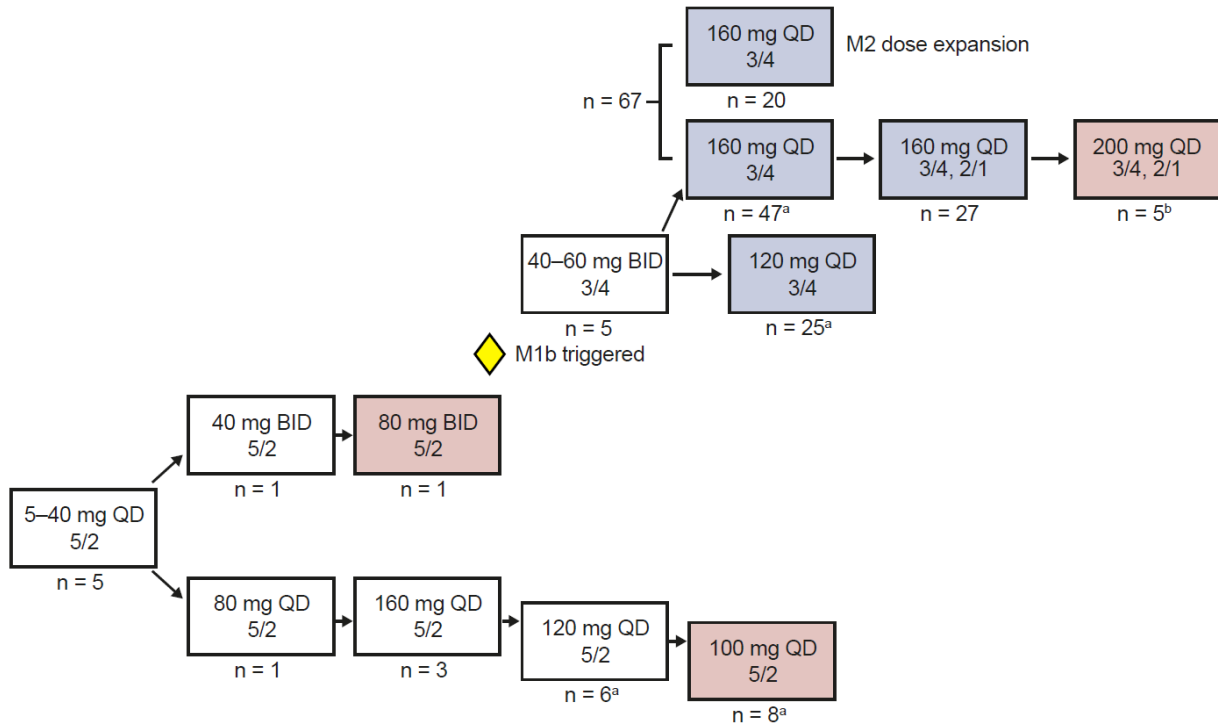 160 mg QD
3/4
M2 dose expansion
n = 67
n = 20
160 mg QD
3/4
160 mg QD
3/4, 2/1
200 mg QD
3/4, 2/1
n = 47ᵃ
n = 27
n = 5ᵇ
40–60 mg BID
3/4
120 mg QD
3/4
n = 5
n = 25ᵃ
M1b triggered
40 mg BID
5/2
80 mg BID
5/2
n = 1
n = 1
5–40 mg QD
5/2
n = 5
80 mg QD
5/2
160 mg QD
5/2
120 mg QD
5/2
100 mg QD
5/2
n = 1
n = 3
n = 6ᵃ
n = 8ᵃ